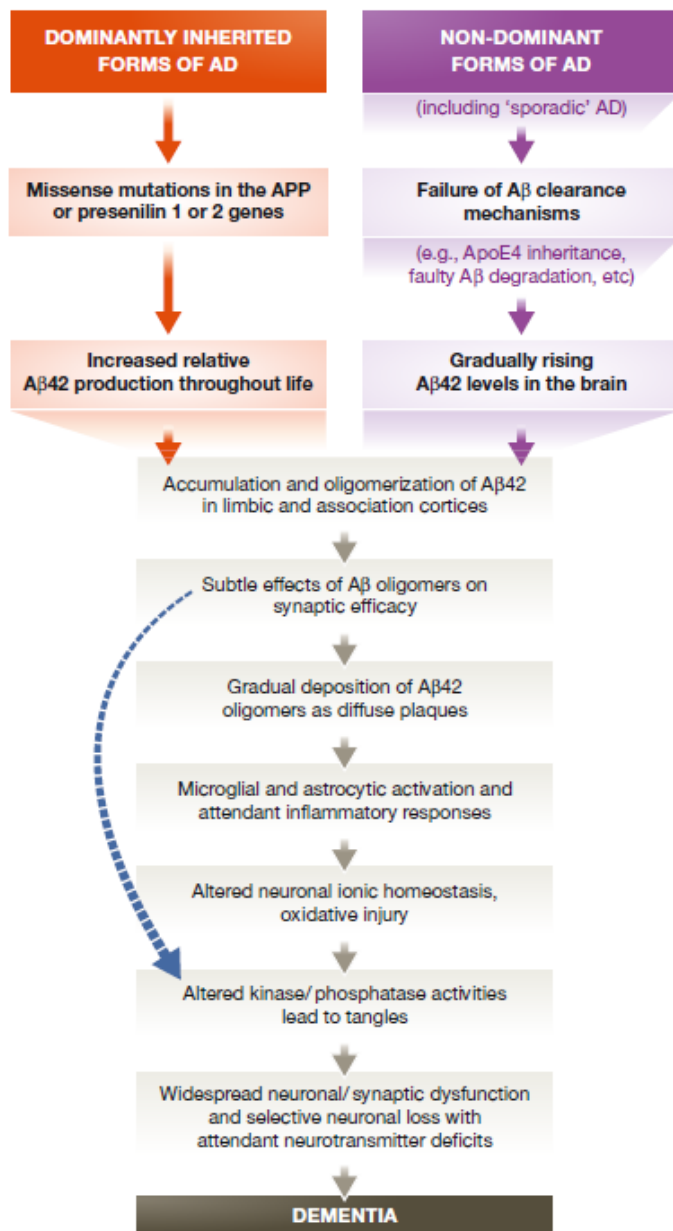 DOMINANTLY INHERITED
FORMS OF AD
NON-DOMINANT
FORMS OF AD
(including ‘sporadic’ AD)
Missense mutations in the APP
or presenilin 1 or 2 genes
Failure of Aβ clearance
mechanisms
(e.g., ApoE4 inheritance,
faulty Aβ degradation, etc)
Increased relative
Aβ42 production throughout life
Gradually rising
Aβ42 levels in the brain
Accumulation and oligomerization of Aβ42
in limbic and association cortices
Subtle effects of Aβ oligomers on
synaptic efficacy
Gradual deposition of Aβ42
oligomers as diffuse plaques
Microglial and astrocytic activation and
attendant inflammatory responses
Altered neuronal ionic homeostasis,
oxidative injury
Altered kinase/phosphatase activities
lead to tangles
Widespread neuronal/synaptic dysfunction
and selective neuronal loss with
attendant neurotransmitter deficits
DEMENTIA